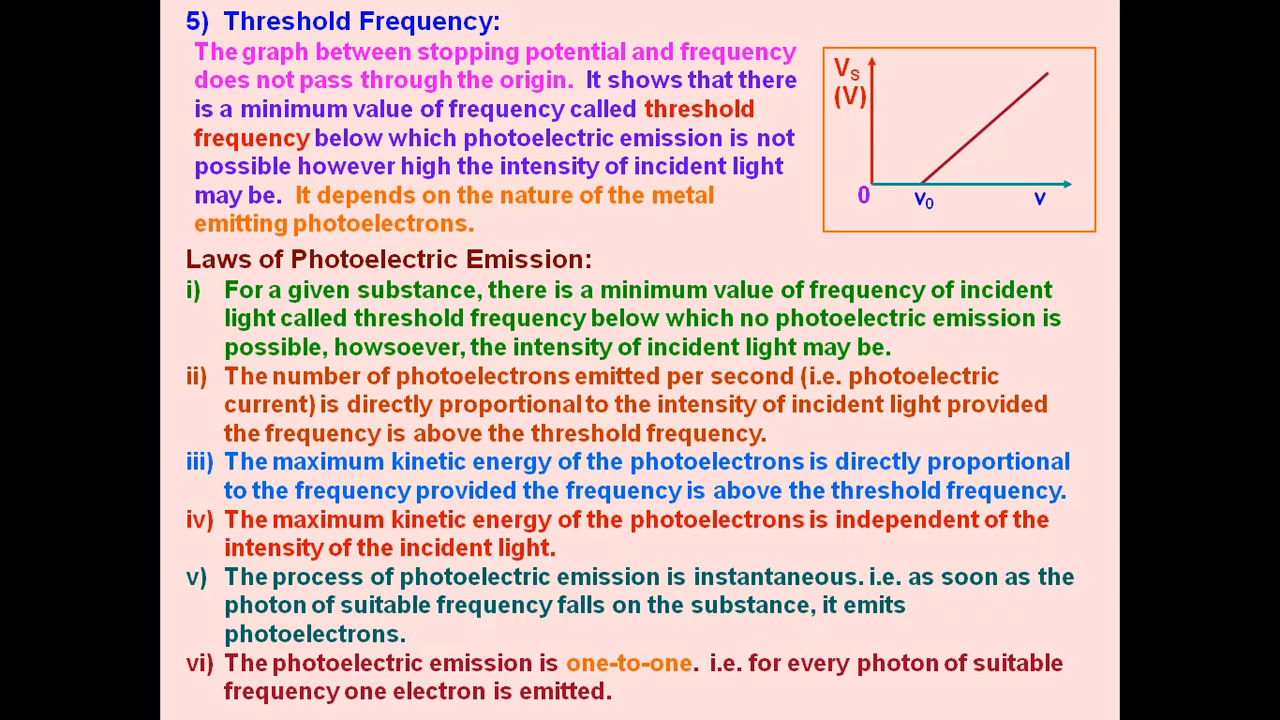 5) Threshold Frequency:
The graph between stopping potential and frequency
does not pass through the origin. It shows that there
is a minimum value of frequency called threshold
frequency below which photoelectric emission is not
possible however high the intensity of incident light
may be. It depends on the nature of the metal
emitting photoelectrons.
VS
(V)
0
ν0
ν
Laws of Photoelectric Emission:
i) For a given substance, there is a minimum value of frequency of incident
light called threshold frequency below which no photoelectric emission is
possible, howsoever, the intensity of incident light may be.
ii) The number of photoelectrons emitted per second (i.e. photoelectric
current) is directly proportional to the intensity of incident light provided
the frequency is above the threshold frequency.
iii) The maximum kinetic energy of the photoelectrons is directly proportional
to the frequency provided the frequency is above the threshold frequency.
iv) The maximum kinetic energy of the photoelectrons is independent of the
intensity of the incident light.
v) The process of photoelectric emission is instantaneous. i.e. as soon as the
photon of suitable frequency falls on the substance, it emits
photoelectrons.
vi) The photoelectric emission is one-to-one. i.e. for every photon of suitable
frequency one electron is emitted.